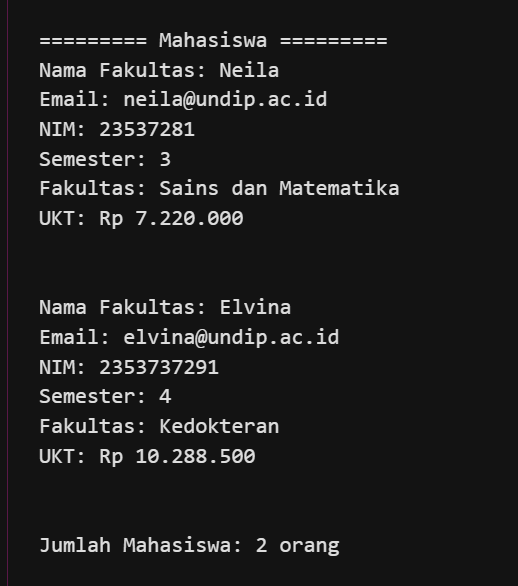 ========= Mahasiswa =========
Nama Fakultas: Neila
Email: neila@undip.ac.id
NIM: 23537281
Semester: 3
Fakultas: Sains dan Matematika
UKT: Rp 7.220.000
Nama Fakultas: Elvina
Email: elvina@undip.ac.id
NIM: 2353737291
Semester: 4
Fakultas: Kedokteran
UKT: Rp 10.288.500
Jumlah Mahasiswa: 2 orang